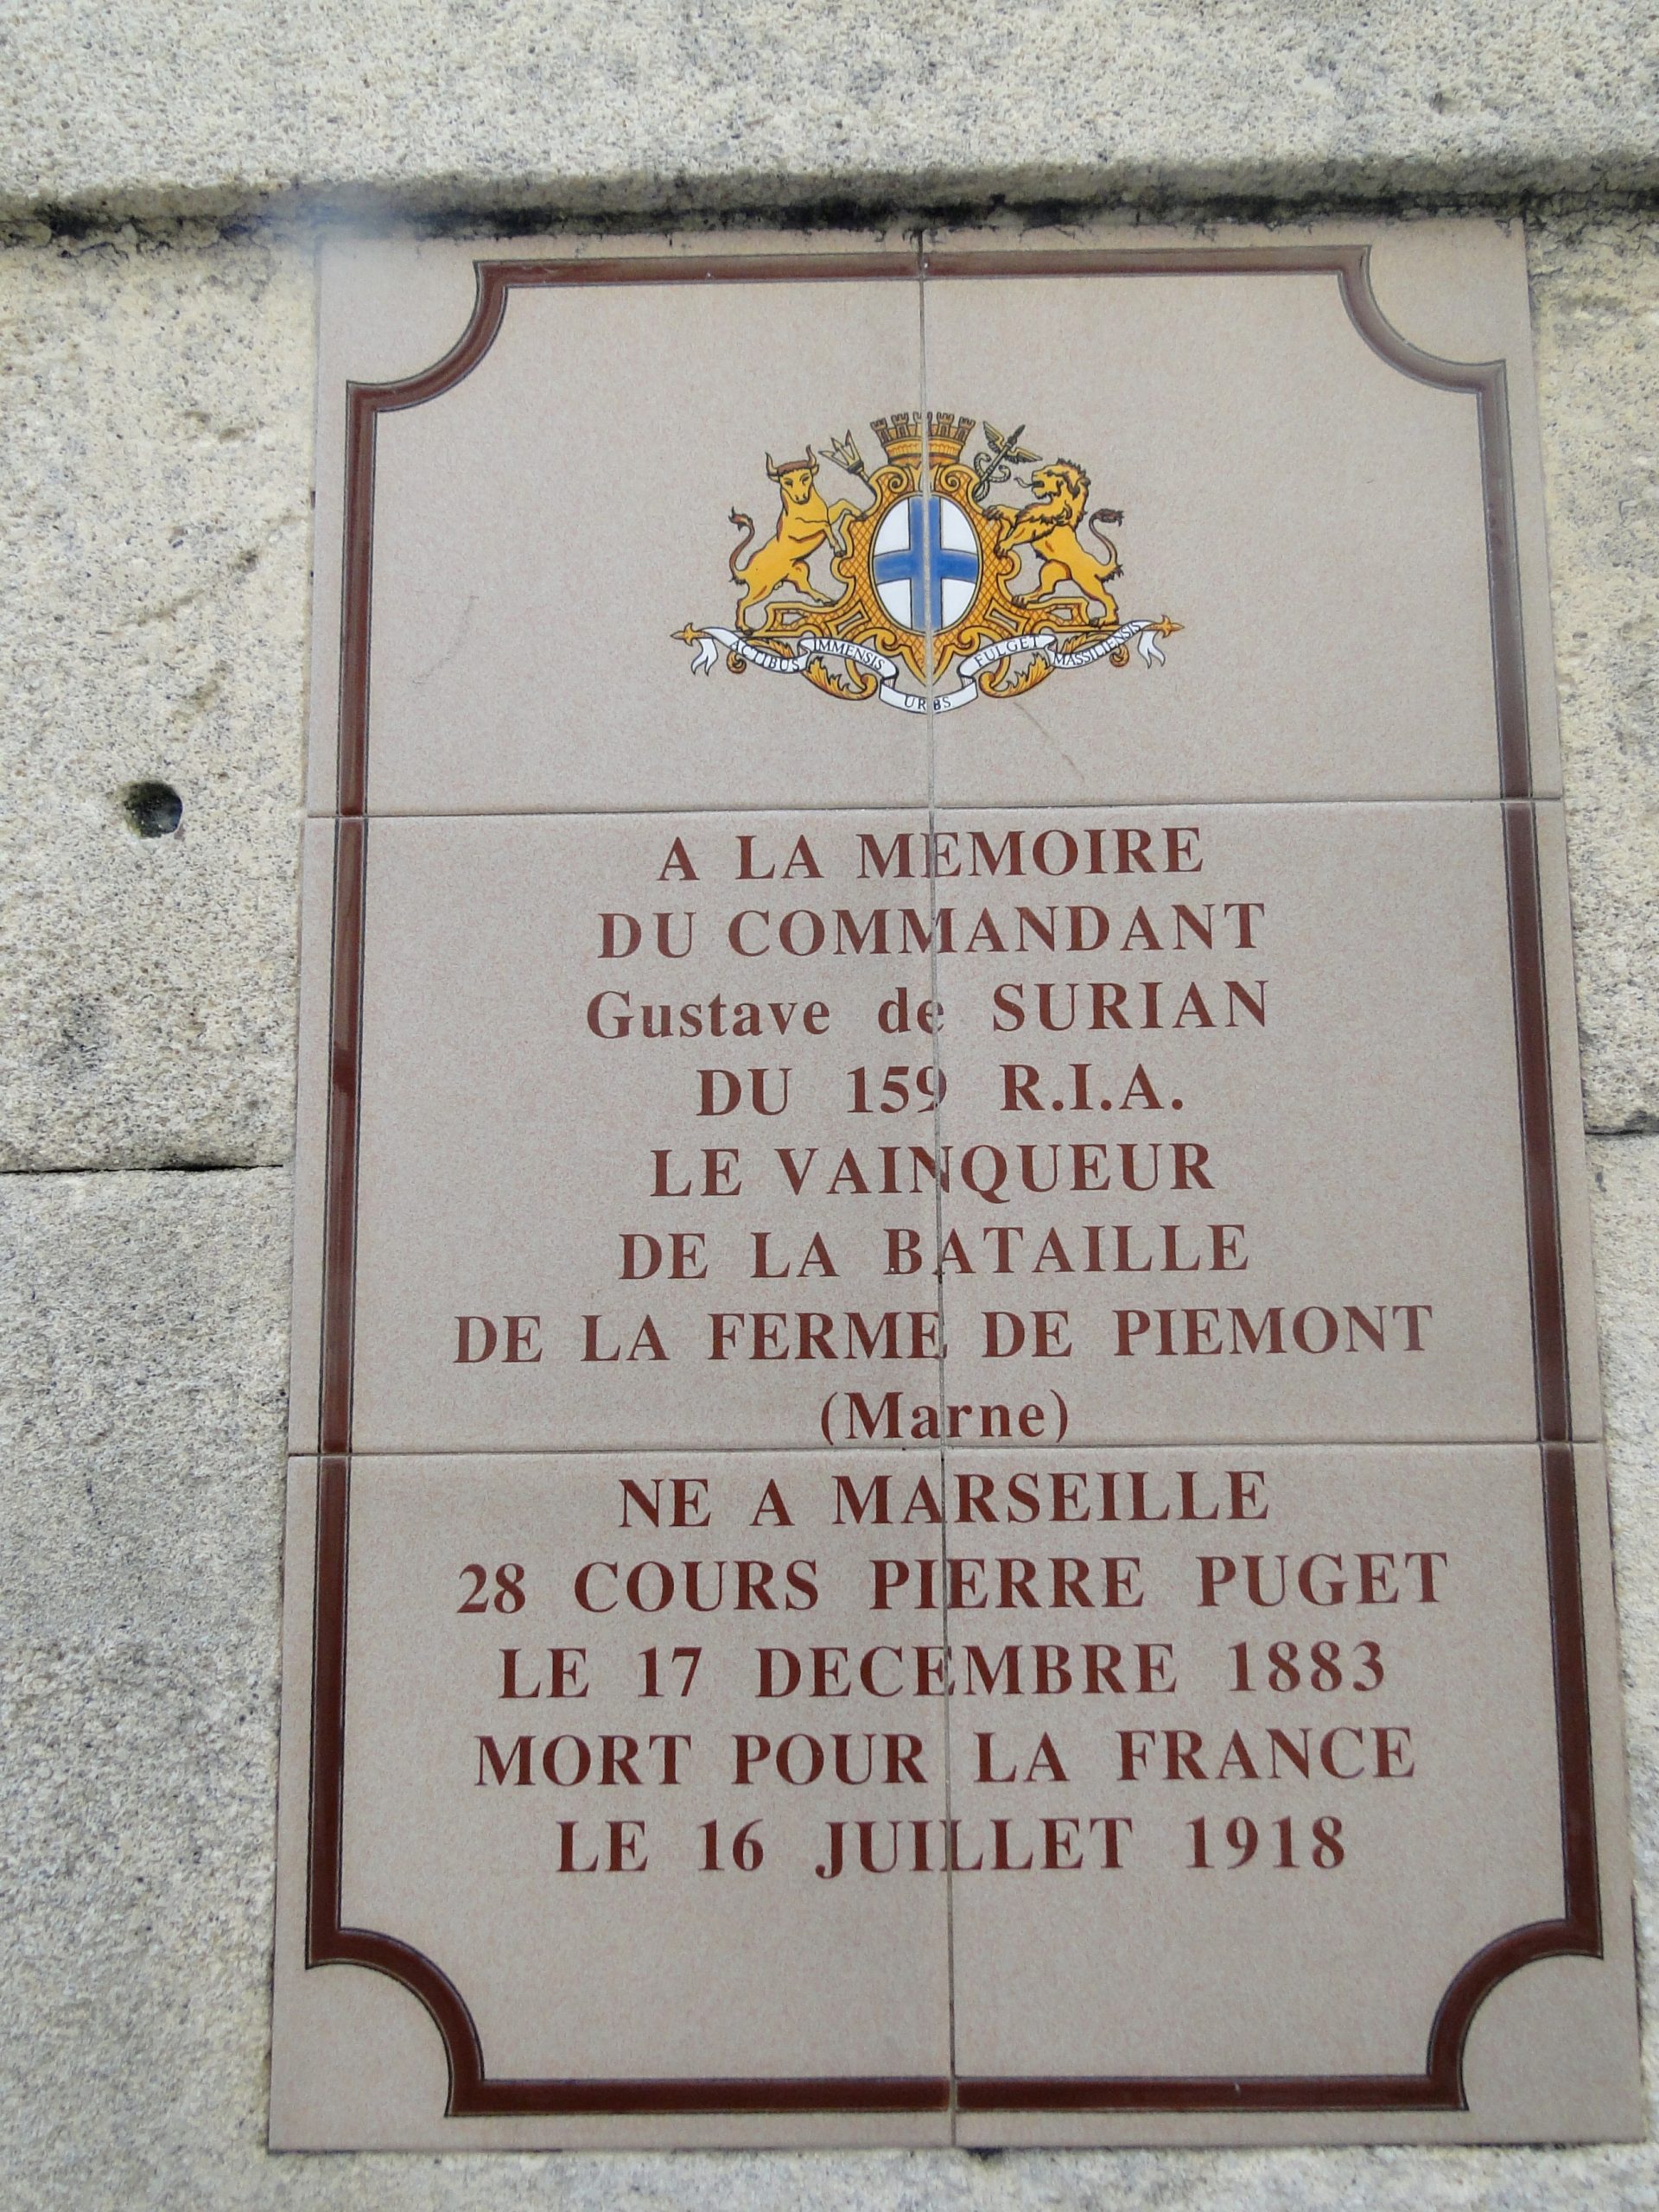 ACTIBUS IMMENSIS URBS FULGET MASSILIENSIS
A LA MEMOIRE
DU COMMANDANT
Gustave de SURIAN
DU 159 R.I.A.
LE VAINQUEUR
DE LA BATAILLE
DE LA FERME DE PIEMONT
(Marne)
NE A MARSEILLE
28 COURS PIERRE PUGET
LE 17 DECEMBRE 1883
MORT POUR LA FRANCE
LE 16 JUILLET 1918